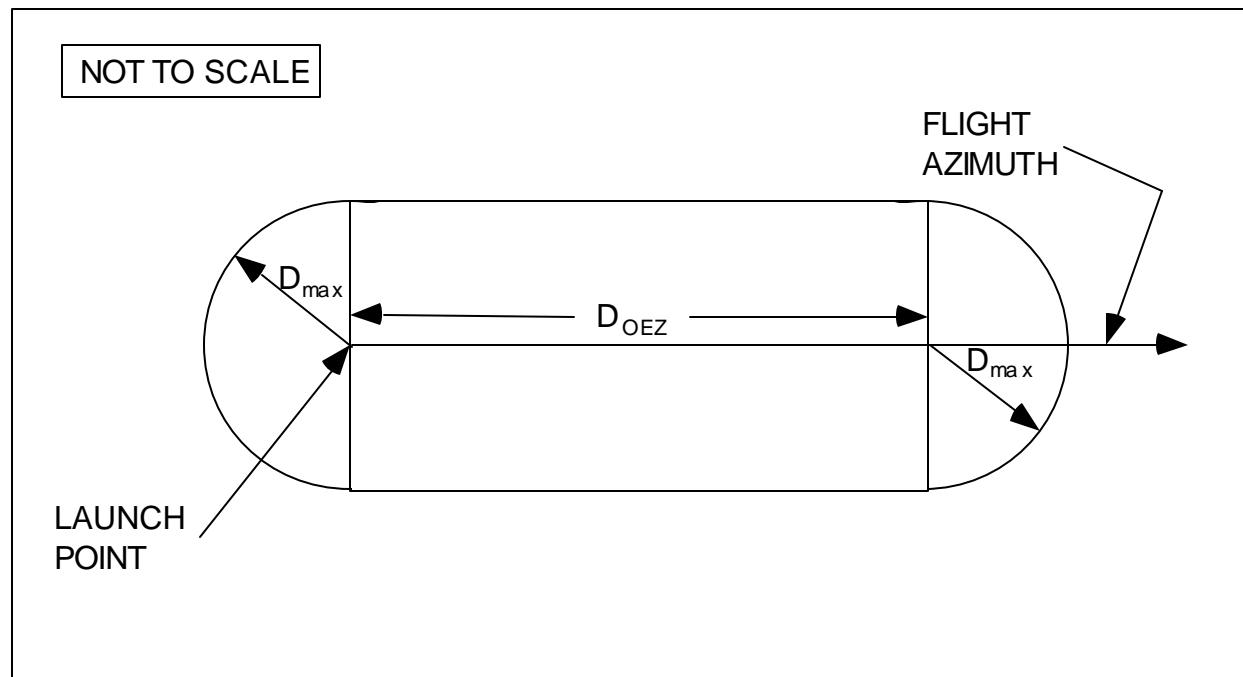 NOT TO SCALE
FLIGHT
AZIMUTH
Dmax
DOEZ
Dmax
LAUNCH
POINT